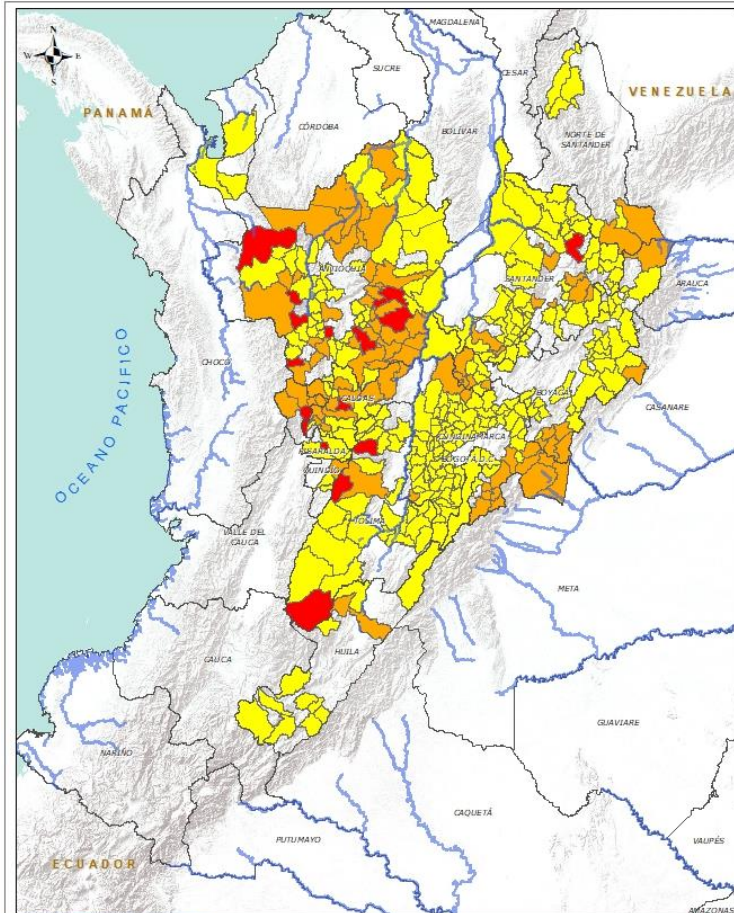 MAGDALENA
N
W E
S
SUCRE
CESAR
VENEZUELA
PANAMÁ
CÓRDOBA
BOLÍVAR
NORTE DE
SANTANDER
ANTIOQUIA
SANTANDER
ARAUCA
CHOCÓ
OCEANO PACIFICO
CALDAS
BOYACÁ
CASANARE
CUNDINAMARCA
RISARALDA
BOGOTÁ, D.C.
QUINDÍO
TOLIMA
VALLE DEL
CAUCA
META
CAUCA
HUILA
GUAVIARE
NARIÑO
CAQUETÁ
PUTUMAYO
VAUPÉS
ECUADOR
AMAZONAS